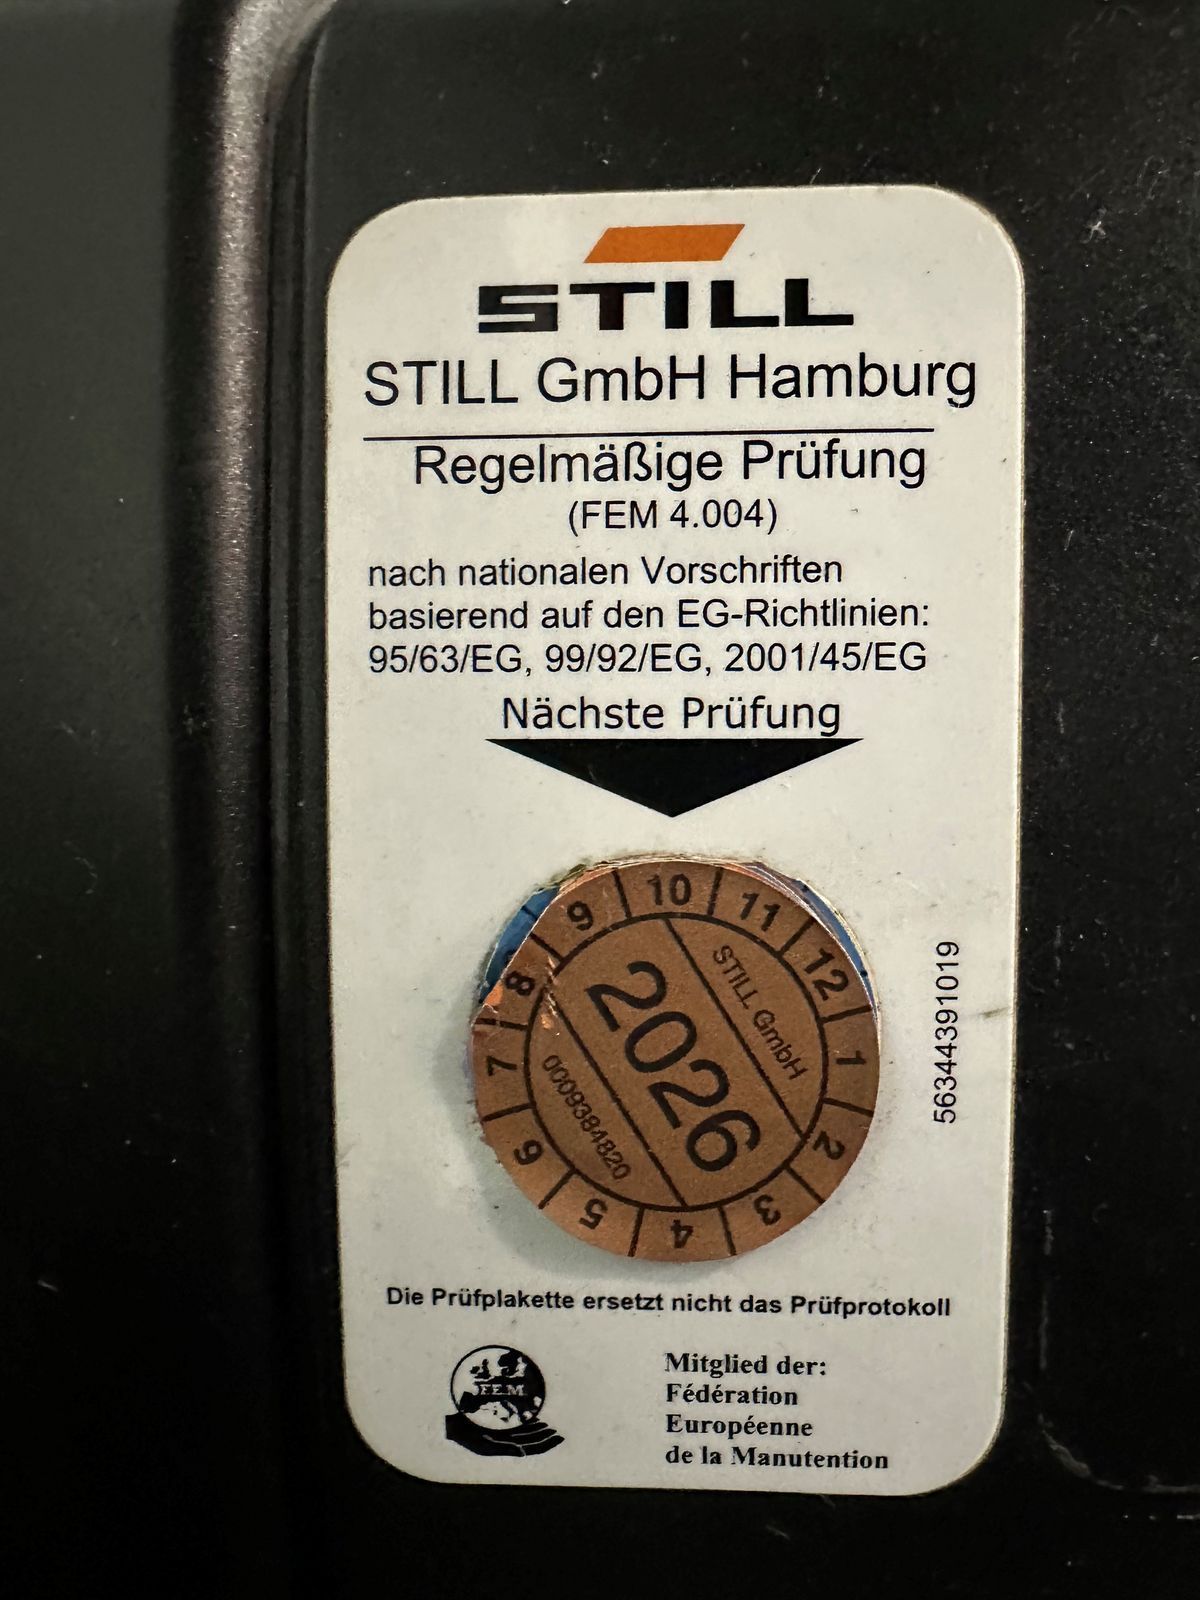 STILL
STILL GmbH Hamburg
Regelmäßige Prüfung
(FEM 4.004)
nach nationalen Vorschriften
basierend auf den EG-Richtlinien:
95/63/EG, 99/92/EG, 2001/45/EG
Nächste Prüfung
10
11
12
1
2
3
4
5
6
7
8
9
STILL GmbH
2026
0009384820
5634439​1019
Die Prüfplakette ersetzt nicht das Prüfprotokoll
F.E.M.
Mitglied der:
Fédération
Européenne
de la Manutention